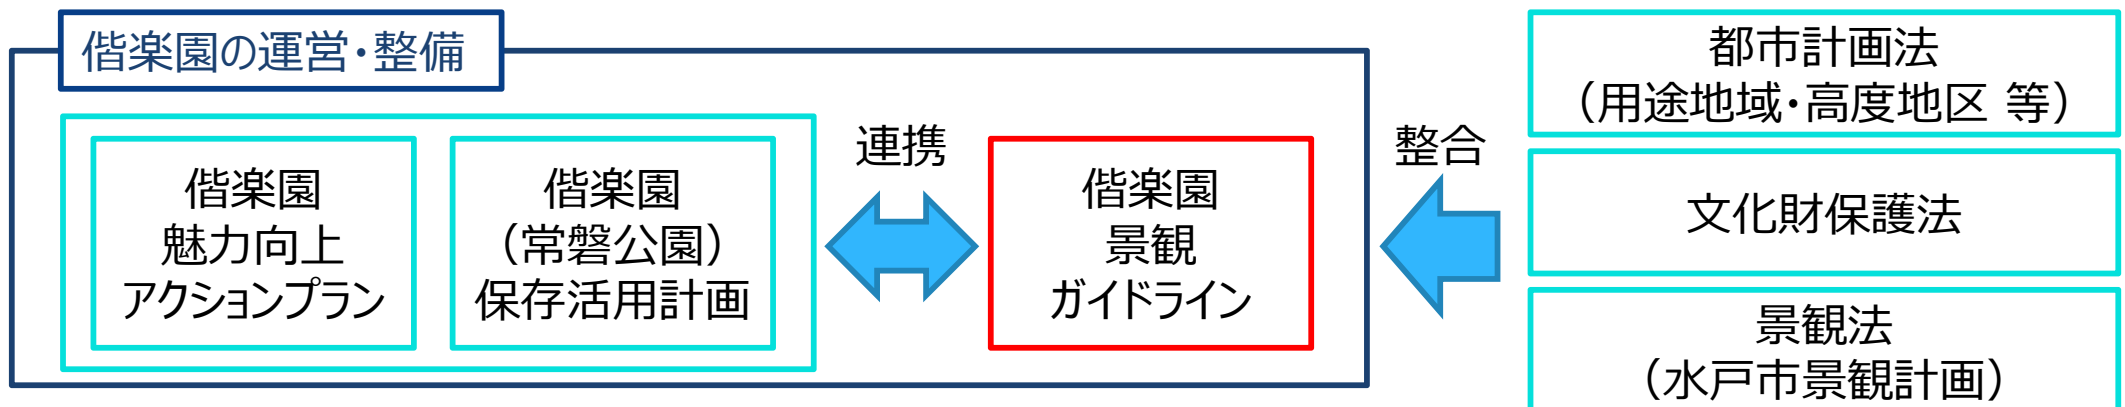 偕楽園の運営・整備
偕楽園
魅力向上
アクションプラン
偕楽園
（常磐公園）
保存活用計画
連携
偕楽園
景観
ガイドライン
整合
都市計画法
（用途地域・高度地区 等）
文化財保護法
景観法
（水戸市景観計画）